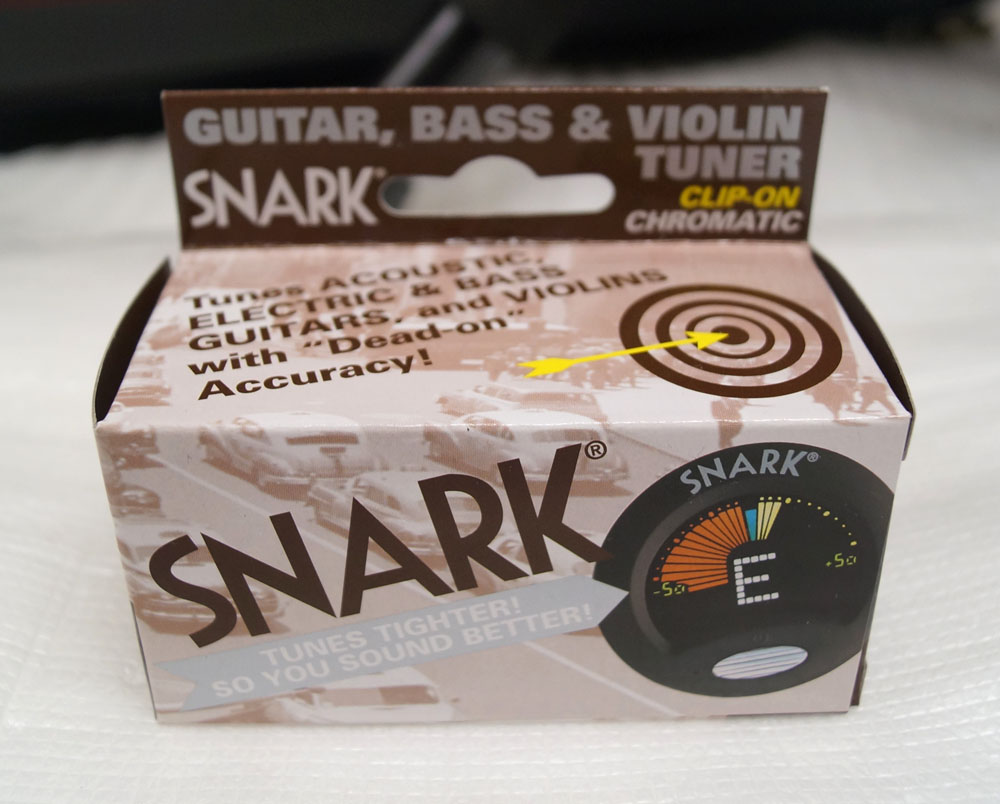 GUITAR, BASS & VIOLIN
TUNER
SNARK®
CLIP-ON
CHROMATIC
Tunes ACOUSTIC,
ELECTRIC & BASS
GUITARS, and VIOLINS
with "Dead-on"
Accuracy!
SNARK®
TUNES TIGHTER!
YOU SOUND BETTER!
SNARK®
-50
+50
E